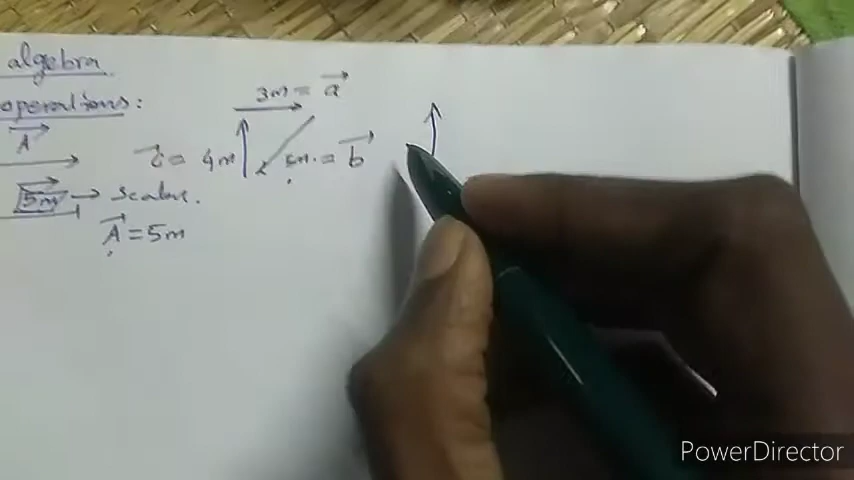 algebra
operations:
3m = a⃗
A⃗
c⃗ = 4m
5m. = b⃗
5m → scalar.
A⃗ = 5m
PowerDirector